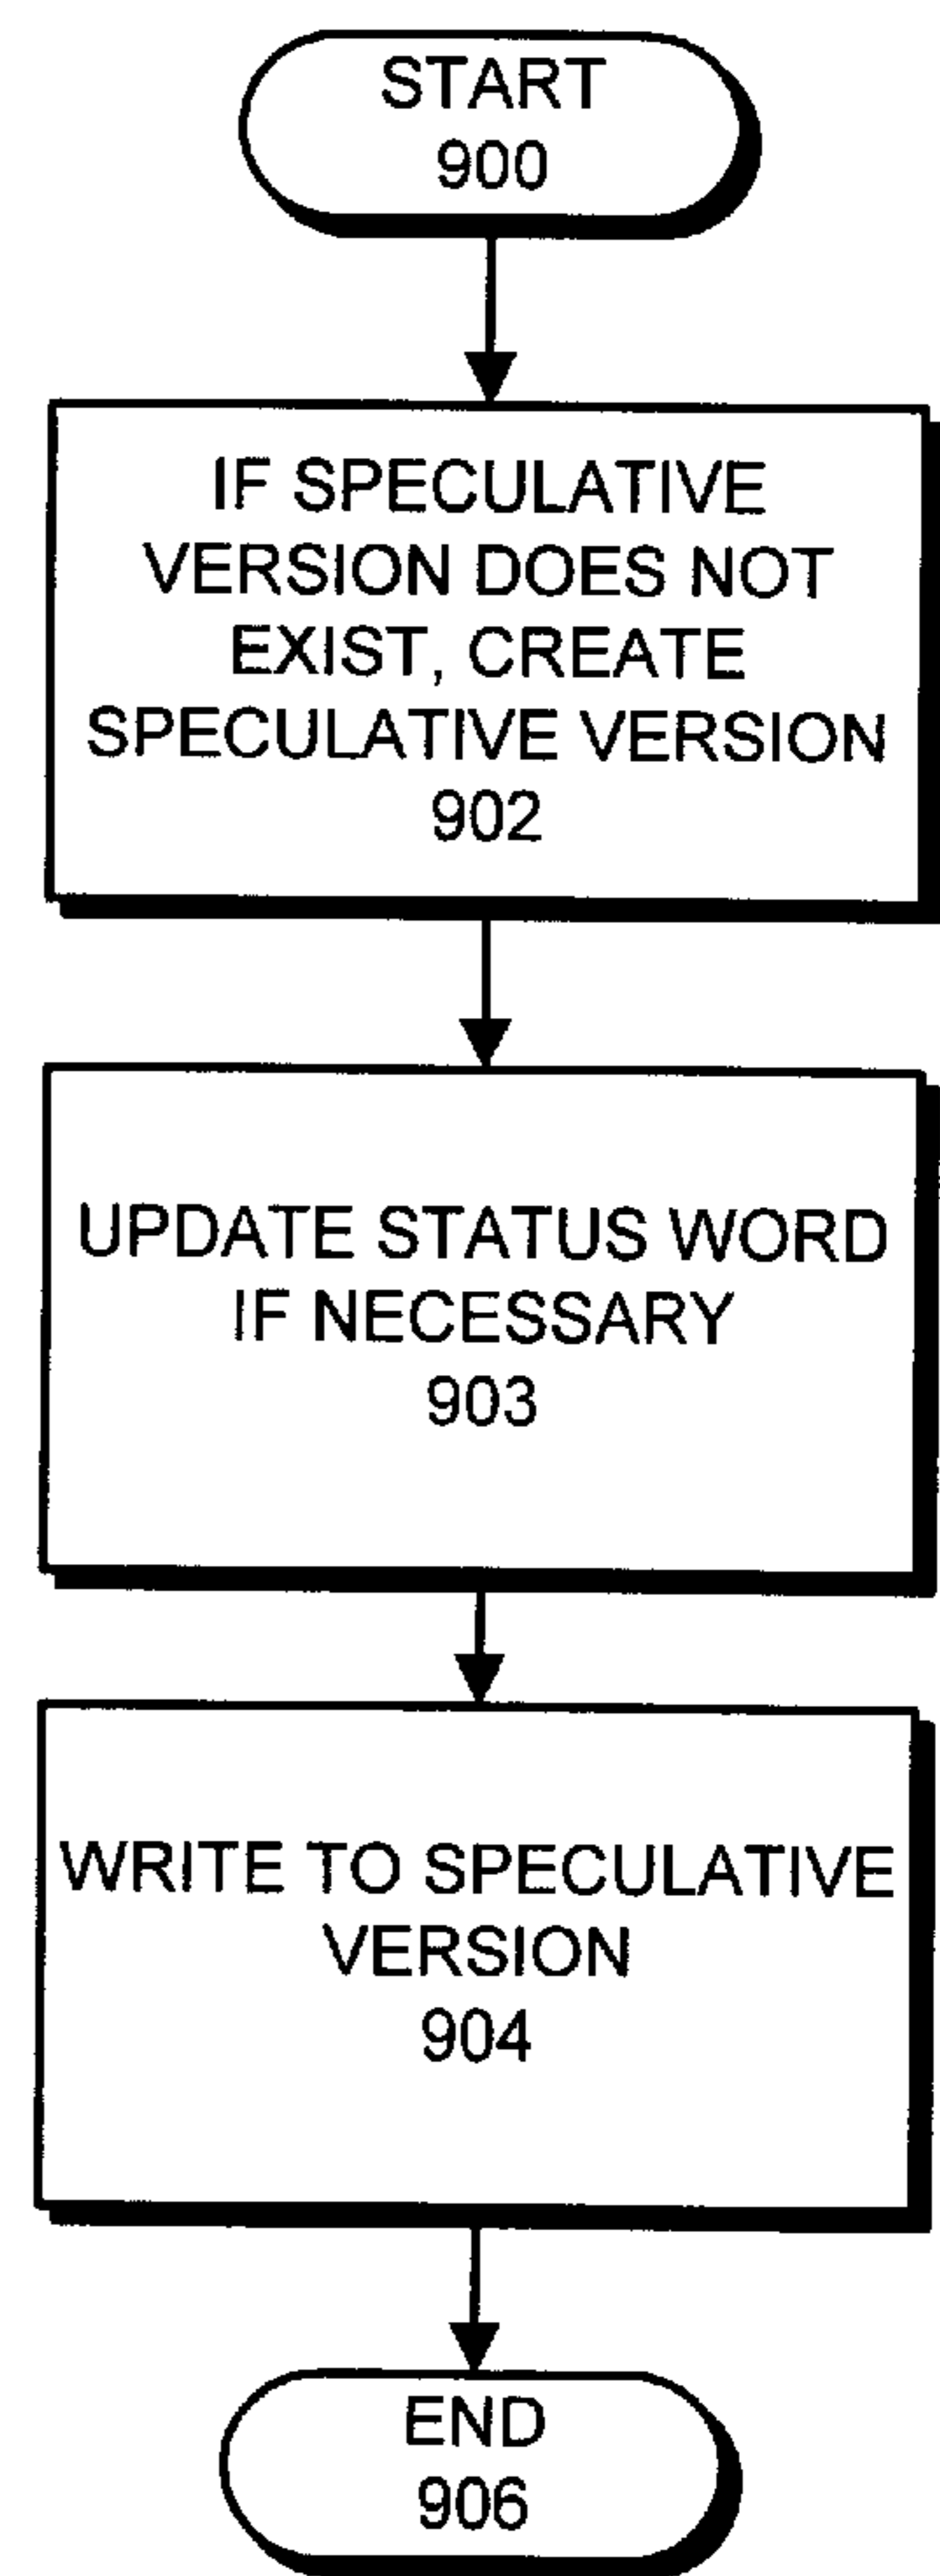 START
900
IF SPECULATIVE
VERSION DOES NOT
EXIST, CREATE
SPECULATIVE VERSION
902
UPDATE STATUS WORD
IF NECESSARY
903
WRITE TO SPECULATIVE
VERSION
904
END
906